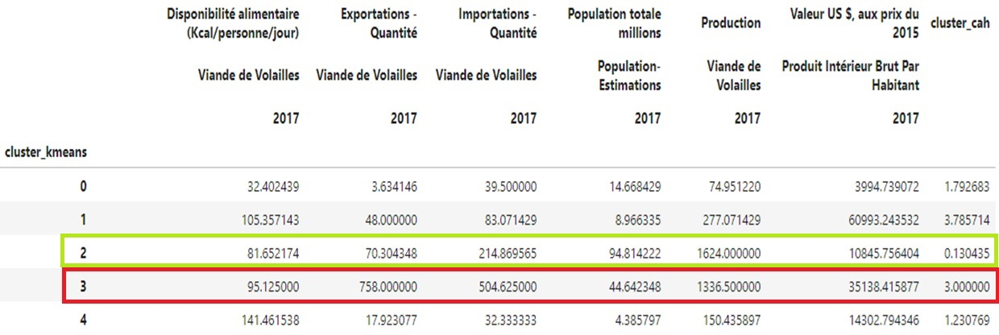 Disponibilité alimentaire (Kcal/personne/jour) Exportations - Quantité Importations - Quantité Population totale millions Production Valeur US $, aux prix du 2015 cluster_cah
Viande de Volailles Viande de Volailles Viande de Volailles Population-Estimations Viande de Volailles Produit Intérieur Brut Par Habitant
2017 2017 2017 2017 2017 2017
cluster_kmeans
0 32.402439 3.634146 39.500000 14.668429 74.951220 3994.739072 1.792683
1 105.357143 48.000000 83.071429 8.966335 277.071429 60993.243532 3.785714
2 81.652174 70.304348 214.869565 94.814222 1624.000000 10845.756404 0.130435
3 95.125000 758.000000 504.625000 44.642348 1336.500000 35138.415877 3.000000
4 141.461538 17.923077 32.333333 4.385797 150.435897 14302.794346 1.230769